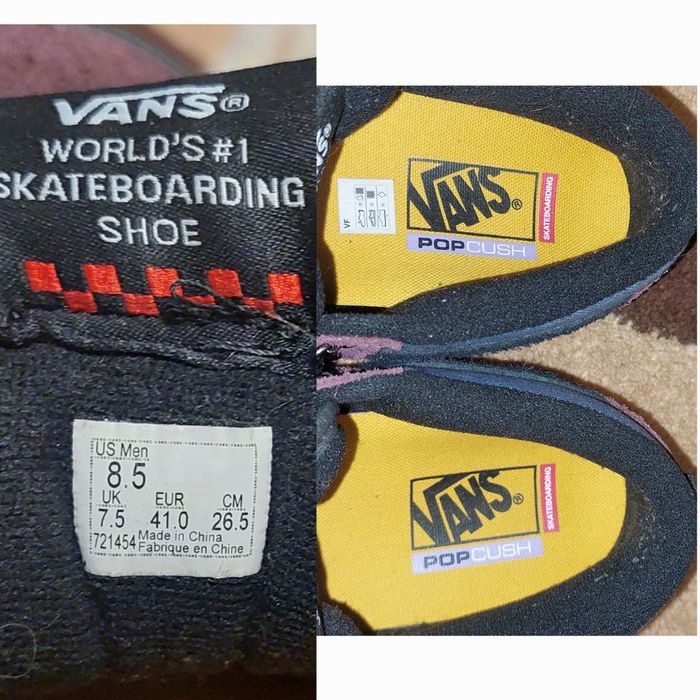 VANS®
WORLD'S #1
SKATEBOARDING
SHOE
US Men
8.5
UK EUR CM
7.5 41.0 26.5
721454 Made in China
Fabrique en Chine
VANS®
SKATEBOARDING
POPCUSH
VF
VANS®
SKATEBOARDING
POPCUSH